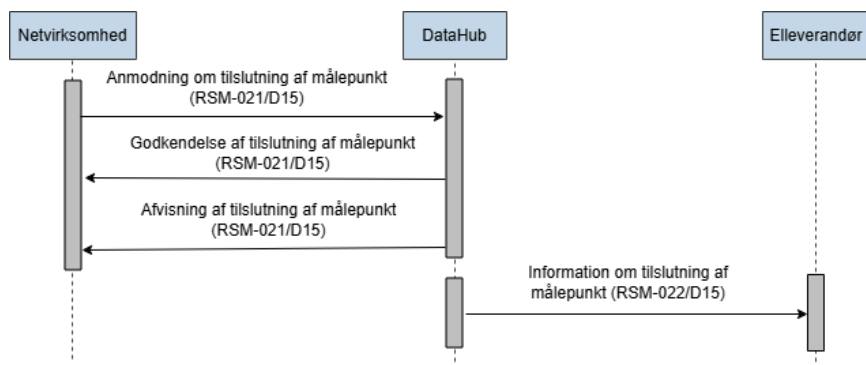 Netvirksomhed
DataHub
Elleverandør
Anmodning om tilslutning af målepunkt
(RSM-021/D15)
Godkendelse af tilslutning af målepunkt
(RSM-021/D15)
Afvisning af tilslutning af målepunkt
(RSM-021/D15)
Information om tilslutning af
målepunkt (RSM-022/D15)